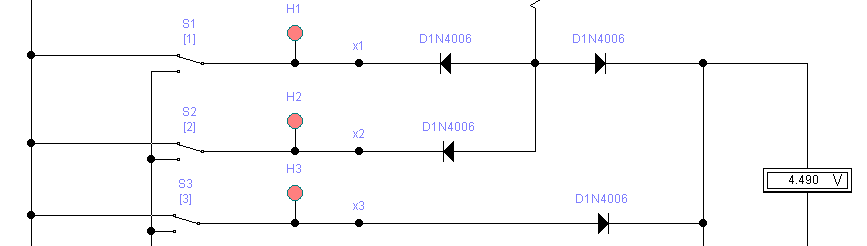 H1
S1
[1]
x1
D1N4006
D1N4006
H2
S2
[2]
x2
D1N4006
H3
S3
[3]
x3
D1N4006
4.490 V